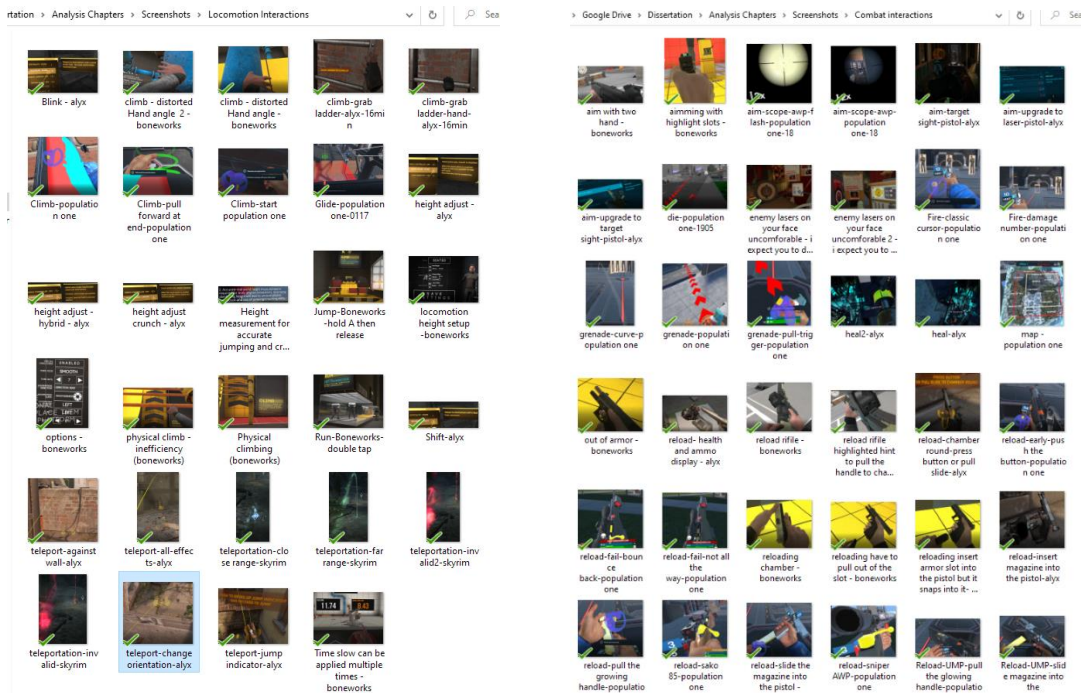 rtation › Analysis Chapters › Screenshots › Locomotion Interactions
Sea
Blink - alyx
climb - distorted
Hand angle 2 -
boneworks
climb - distorted
Hand angle -
boneworks
climb-grab
ladder-alyx-16mi
n
climb-grab
ladder-hand-
alyx-16min
Climb-populatio
n one
Climb-pull
forward at
end-population
one
Climb-start
population one
Glide-population
one-0117
height adjust -
alyx
height adjust -
hybrid - alyx
height adjust
crunch - alyx
Height
measurement for
accurate
jumping and cr...
Jump-Boneworks
-hold A then
release
locomotion
height setup
-boneworks
options -
boneworks
physical climb -
inefficiency
(boneworks)
Physical
climbing
(boneworks)
Run-Boneworks-
double tap
Shift-alyx
teleport-against
wall-alyx
teleport-all-effec
ts-alyx
teleportation-clo
se range-skyrim
teleportation-far
range-skyrim
teleportation-inv
alid2-skyrim
teleportation-inv
alid-skyrim
teleport-change
orientation-alyx
teleport-jump
indicator-alyx
Time slow can be
applied multiple
times -
boneworks
› Google Drive › Dissertation › Analysis Chapters › Screenshots › Combat interactions
Sea
aim with two
hand -
boneworks
aimming with
highlight slots -
boneworks
aim-scope-awp-f
lash-population
one-18
aim-scope-awp-
population
one-18
aim-target
sight-pistol-alyx
aim-upgrade to
laser-pistol-alyx
aim-upgrade to
target
sight-pistol-alyx
die-population
one-1905
enemy lasers on
your face
uncomforable - i
expect you to d...
enemy lasers on
your face
uncomforable 2 -
i expect you to ...
Fire-classic
cursor-populatio
n one
Fire-damage
number-populati
on one
grenade-curve-p
opulation one
grenade-populati
on one
grenade-pull-trig
ger-population
one
heal2-alyx
heal-alyx
map -
population one
out of armor -
boneworks
reload- health
and ammo
display - alyx
reload rifile -
boneworks
reload rifile
highlighted hint
to pull the
handle to cha...
reload-chamber
round-press
button or pull
slide-alyx
reload-early-pus
h the
button-populatio
n one
reload-fail-boun
ce
back-population
one
reload-fail-not all
the
way-population
one
reloading
chamber -
boneworks
reloading have to
pull out of the
slot - boneworks
reloading insert
armor slot into
the pistol but it
snaps into it- ...
reload-insert
magazine into
the pistol-alyx
reload-pull the
growing
handle-populatio
reload-sako
85-population
one
reload-slide the
magazine into
the pistol -
reload-sniper
AWP-population
one
Reload-UMP-pull
the glowing
handle-populatio
Reload-UMP-slid
e magazine into
the